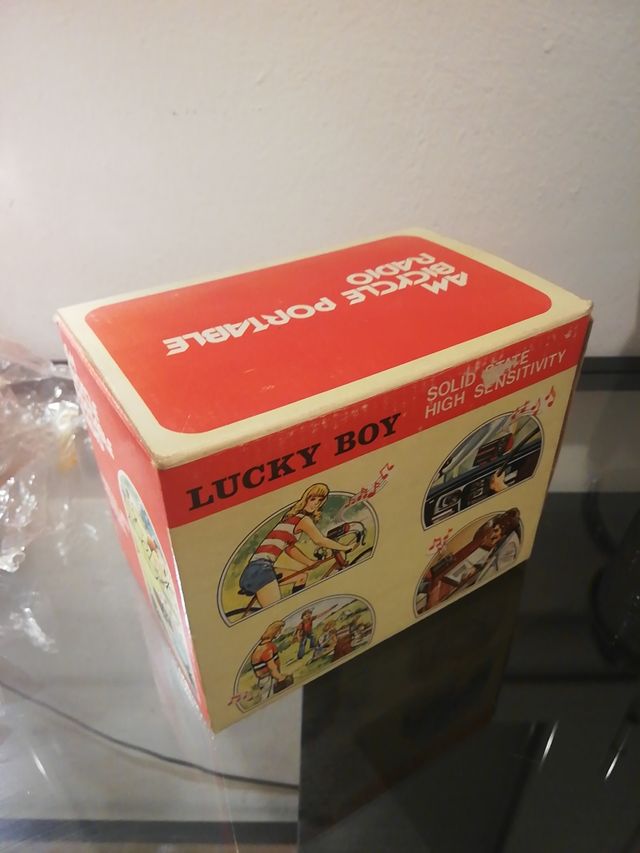 AM
BICYCLE PORTABLE
RADIO
LUCKY BOY
SOLID STATE
HIGH SENSITIVITY